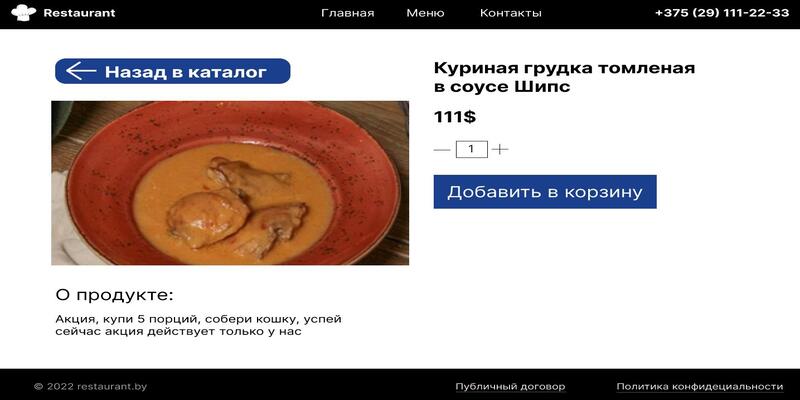 Restaurant
Главная
Меню
Контакты
+375 (29) 111-22-33
Назад в каталог
Куриная грудка томленая
в соусе Шипс
111$
1
Добавить в корзину
О продукте:
Акция, купи 5 порций, собери кошку, успей
сейчас акция действует только у нас
© 2022 restaurant.by
Публичный договор
Политика конфидециальности